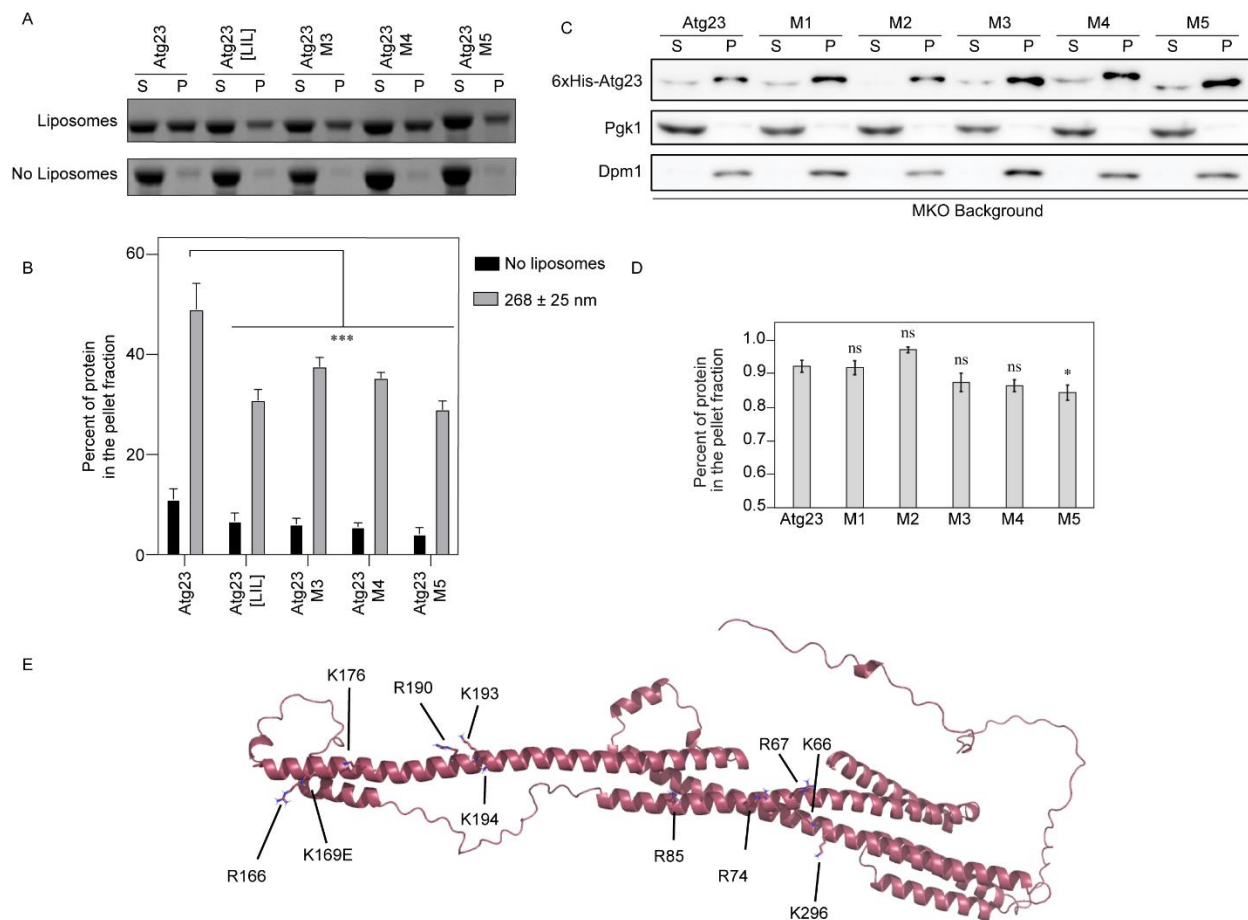 A
Atg23
Atg23 [LIL]
Atg23 M3
Atg23 M4
Atg23 M5
S P S P S P S P S P
Liposomes
No Liposomes
B
60
40
20
0
Percent of protein
in the pellet fraction
No liposomes
268 ± 25 nm
***
Atg23
Atg23 [LIL]
Atg23 M3
Atg23 M4
Atg23 M5
C
Atg23 M1 M2 M3 M4 M5
S P S P S P S P S P S P
6xHis-Atg23
Pgk1
Dpm1
MKO Background
D
1.0
0.9
0.8
0.7
0.6
0.5
Percent of protein
in the pellet fraction
ns ns ns ns *
Atg23 M1 M2 M3 M4 M5
E
K176
R190
K193
R67
K66
R166
K169E
K194
R85
R74
K296